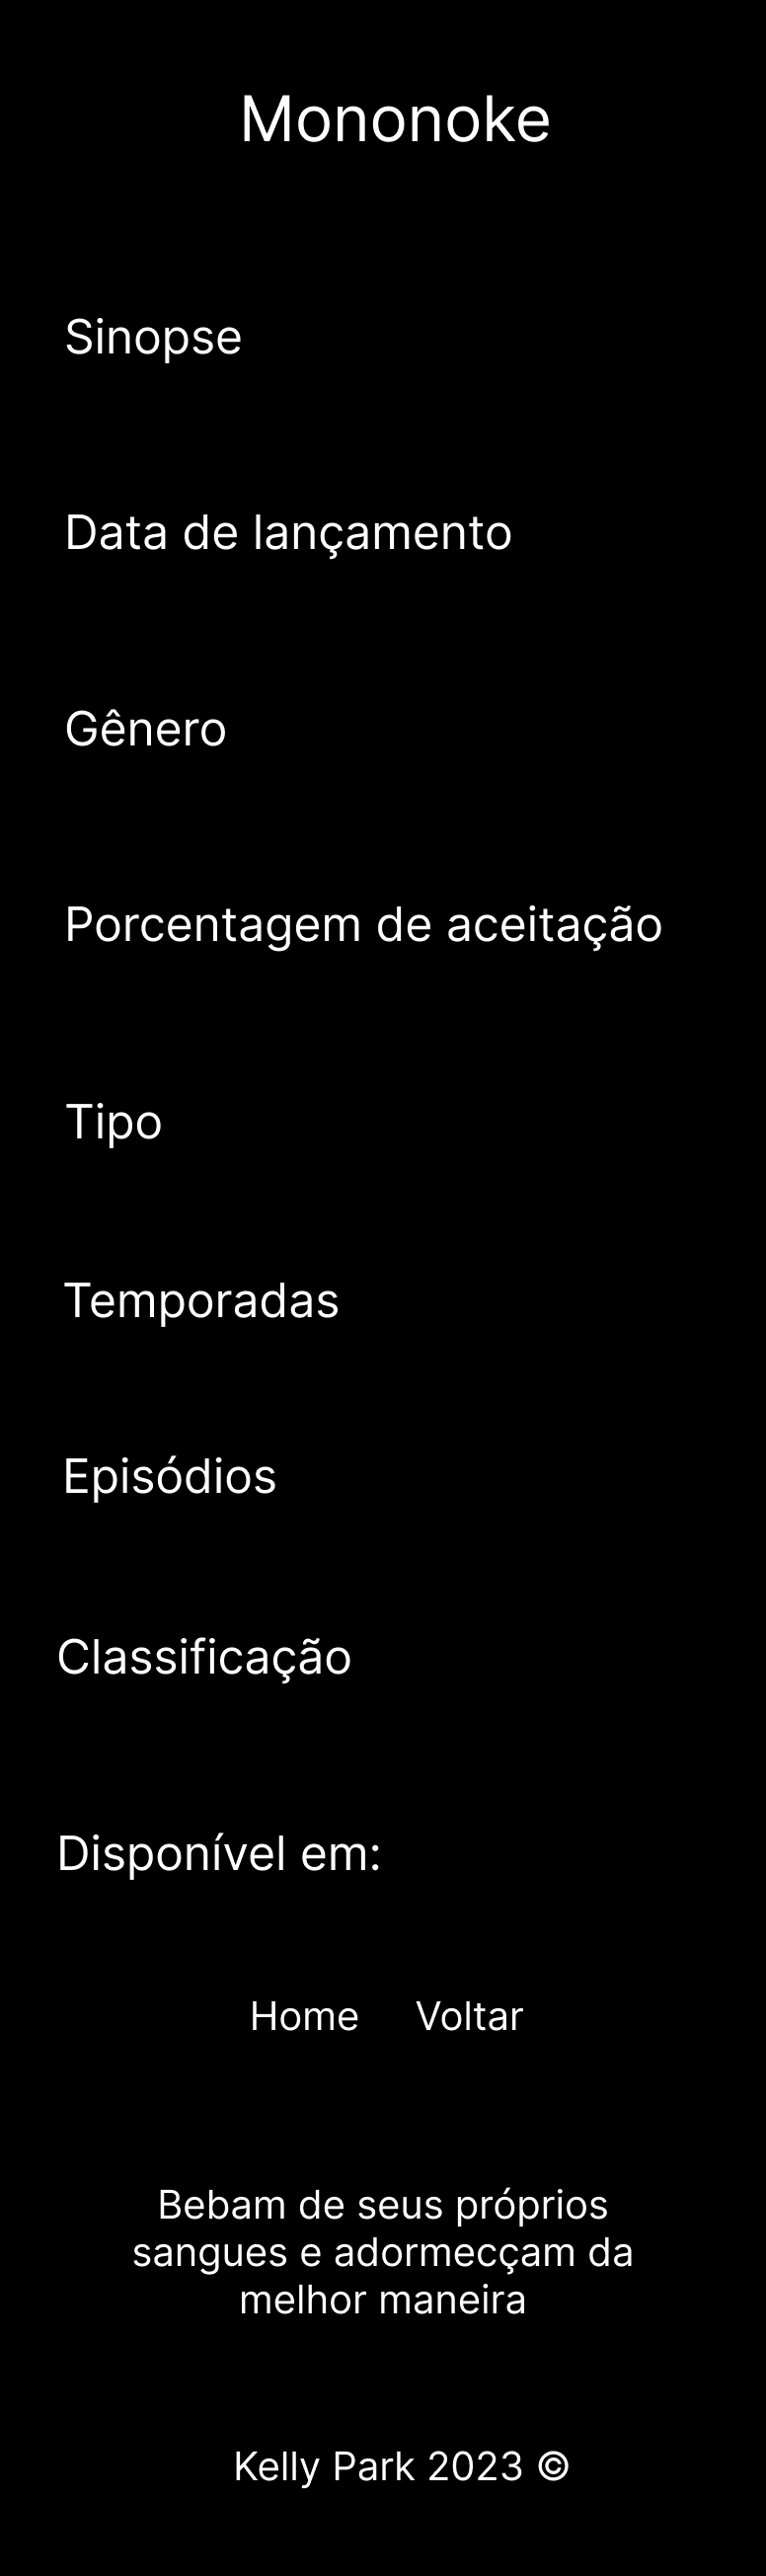 Mononoke
Sinopse
Data de lançamento
Gênero
Porcentagem de aceitação
Tipo
Temporadas
Episódios
Classificação
Disponível em:
Home Voltar
Bebam de seus próprios
sangues e adormecçam da
melhor maneira
Kelly Park 2023 ©